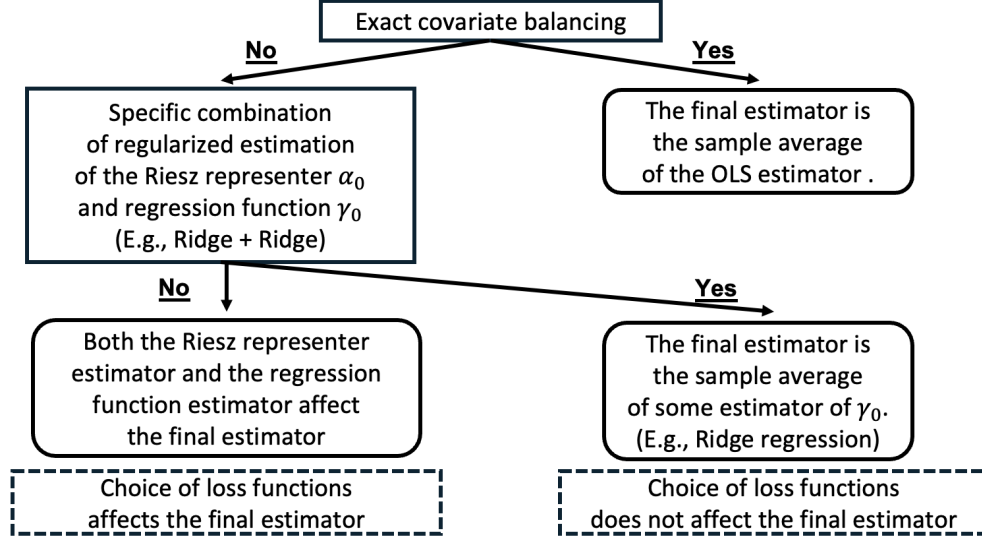 Exact covariate balancing
No
Yes
Specific combination
of regularized estimation
of the Riesz representer α₀
and regression function γ₀
(E.g., Ridge + Ridge)
The final estimator is
the sample average
of the OLS estimator .
No
Yes
Both the Riesz representer
estimator and the regression
function estimator affect
the final estimator
The final estimator is
the sample average
of some estimator of γ₀.
(E.g., Ridge regression)
Choice of loss functions
affects the final estimator
Choice of loss functions
does not affect the final estimator